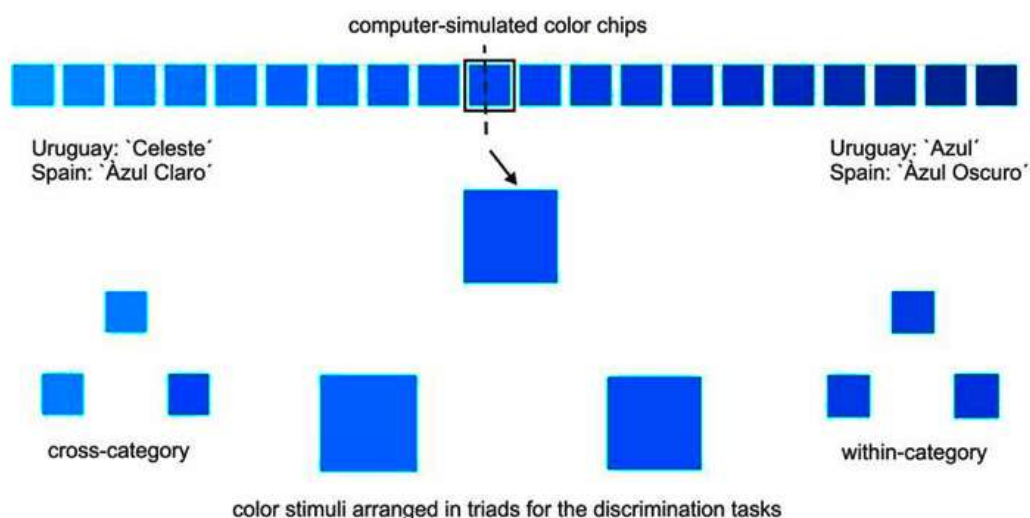 computer-simulated color chips
Uruguay: `Celeste´
Spain: `Àzul Claro´
Uruguay: `Azul´
Spain: `Àzul Oscuro´
cross-category
within-category
color stimuli arranged in triads for the discrimination tasks